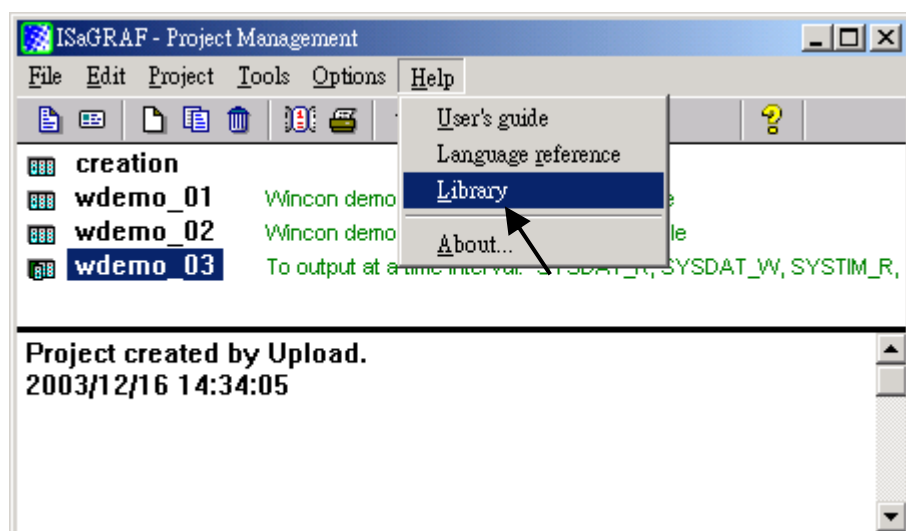 ISaGRAF - Project Management
File Edit Project Tools Options Help
User's guide
Language reference
Library
About...
creation
wdemo_01 Wincon demo
wdemo_02 Wincon demo
wdemo_03 To output at a time interval. SYSDAT_R, SYSDAT_W, SYSTIM_R,
Project created by Upload.
2003/12/16 14:34:05